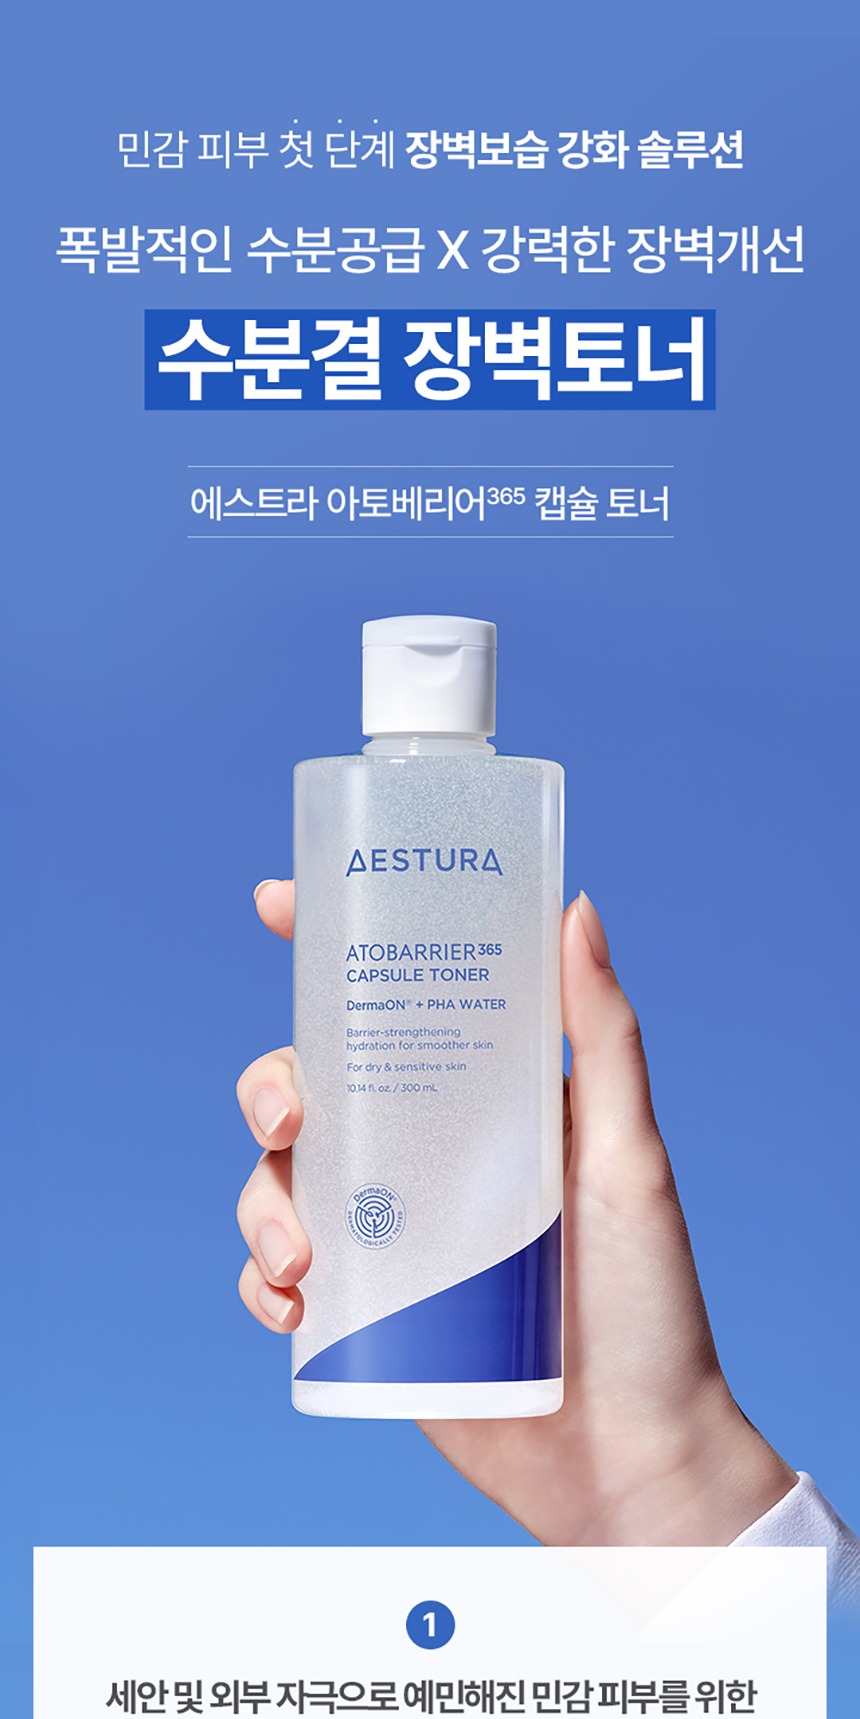 민감 피부 첫 단계 장벽보습 강화 솔루션
폭발적인 수분공급 X 강력한 장벽개선
수분결 장벽토너
에스트라 아토베리어³⁶⁵ 캡슐 토너
AESTURA
ATOBARRIER365
CAPSULE TONER
DermaON® + PHA WATER
Barrier-strengthening
hydration for smoother skin
For dry & sensitive skin
10.14 fl. oz. / 300 mL
DermaON®
DERMATOLOGICALLY TESTED
1
세안 및 외부 자극으로 예민해진 민감 피부를 위한